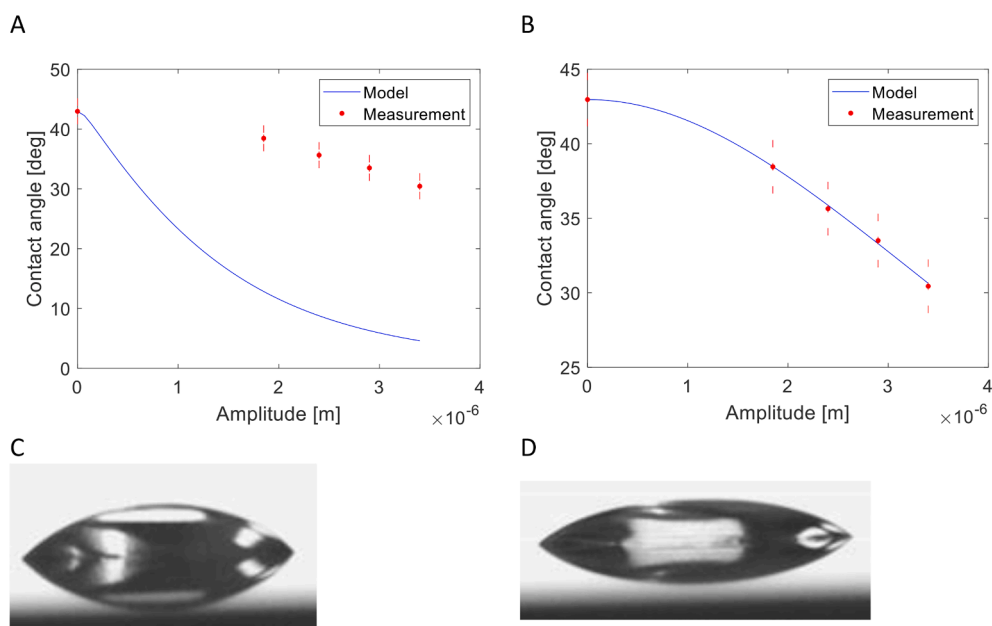 A
B
50
40
30
20
10
0
Contact angle [deg]
Model
Measurement
0
1
2
3
4
Amplitude [m]
×10-6
45
40
35
30
25
Contact angle [deg]
Model
Measurement
0
1
2
3
4
Amplitude [m]
×10-6
C
D